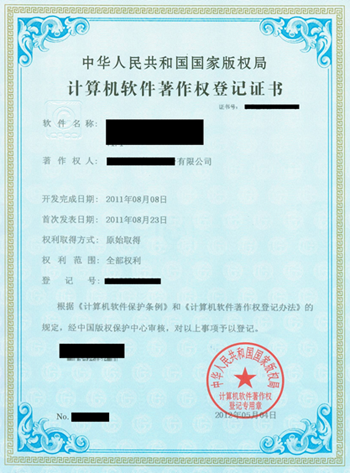 中华人民共和国国家版权局
计算机软件著作权登记证书
证书号:
软件名称:
著作权人: 有限公司
开发完成日期: 2011年08月08日
首次发表日期: 2011年08月23日
权利取得方式: 原始取得
权利范围: 全部权利
登记号:
根据《计算机软件保护条例》和《计算机软件著作权登记办法》的
规定，经中国版权保护中心审核，对以上事项予以登记。
中华人民共和国国家版权局
计算机软件著作权
登记专用章
2012年05月04日
No.